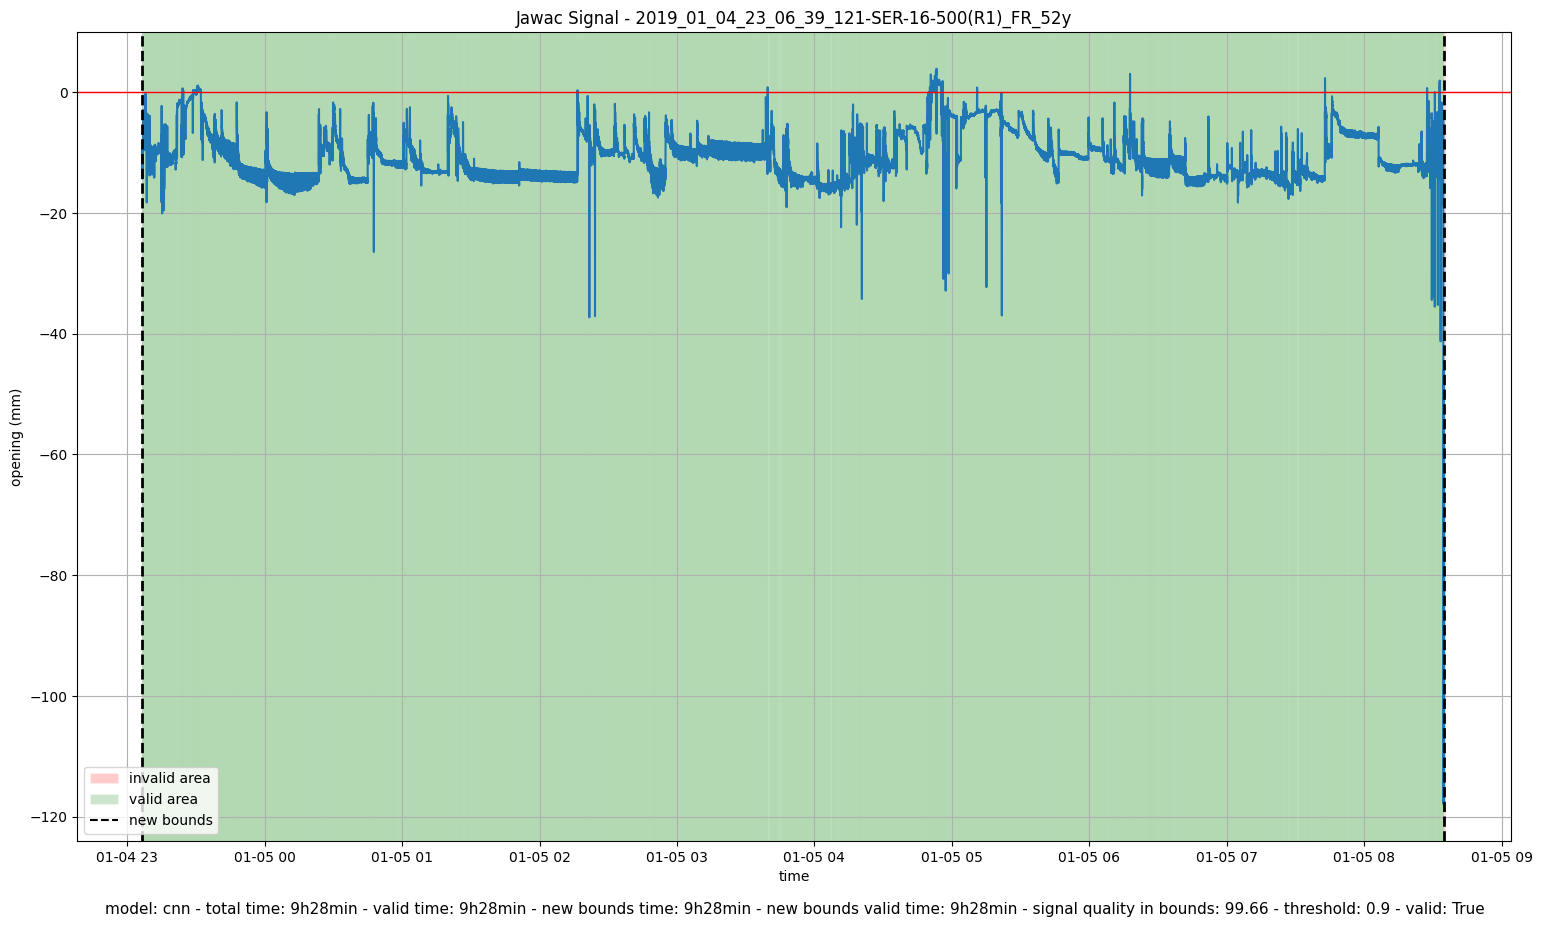 Jawac Signal - 2019_01_04_23_06_39_121-SER-16-500(R1)_FR_52y
0
−20
−40
−60
−80
−100
−120
opening (mm)
invalid area
valid area
new bounds
01-04 23
01-05 00
01-05 01
01-05 02
01-05 03
01-05 04
01-05 05
01-05 06
01-05 07
01-05 08
01-05 09
time
model: cnn - total time: 9h28min - valid time: 9h28min - new bounds time: 9h28min - new bounds valid time: 9h28min - signal quality in bounds: 99.66 - threshold: 0.9 - valid: True